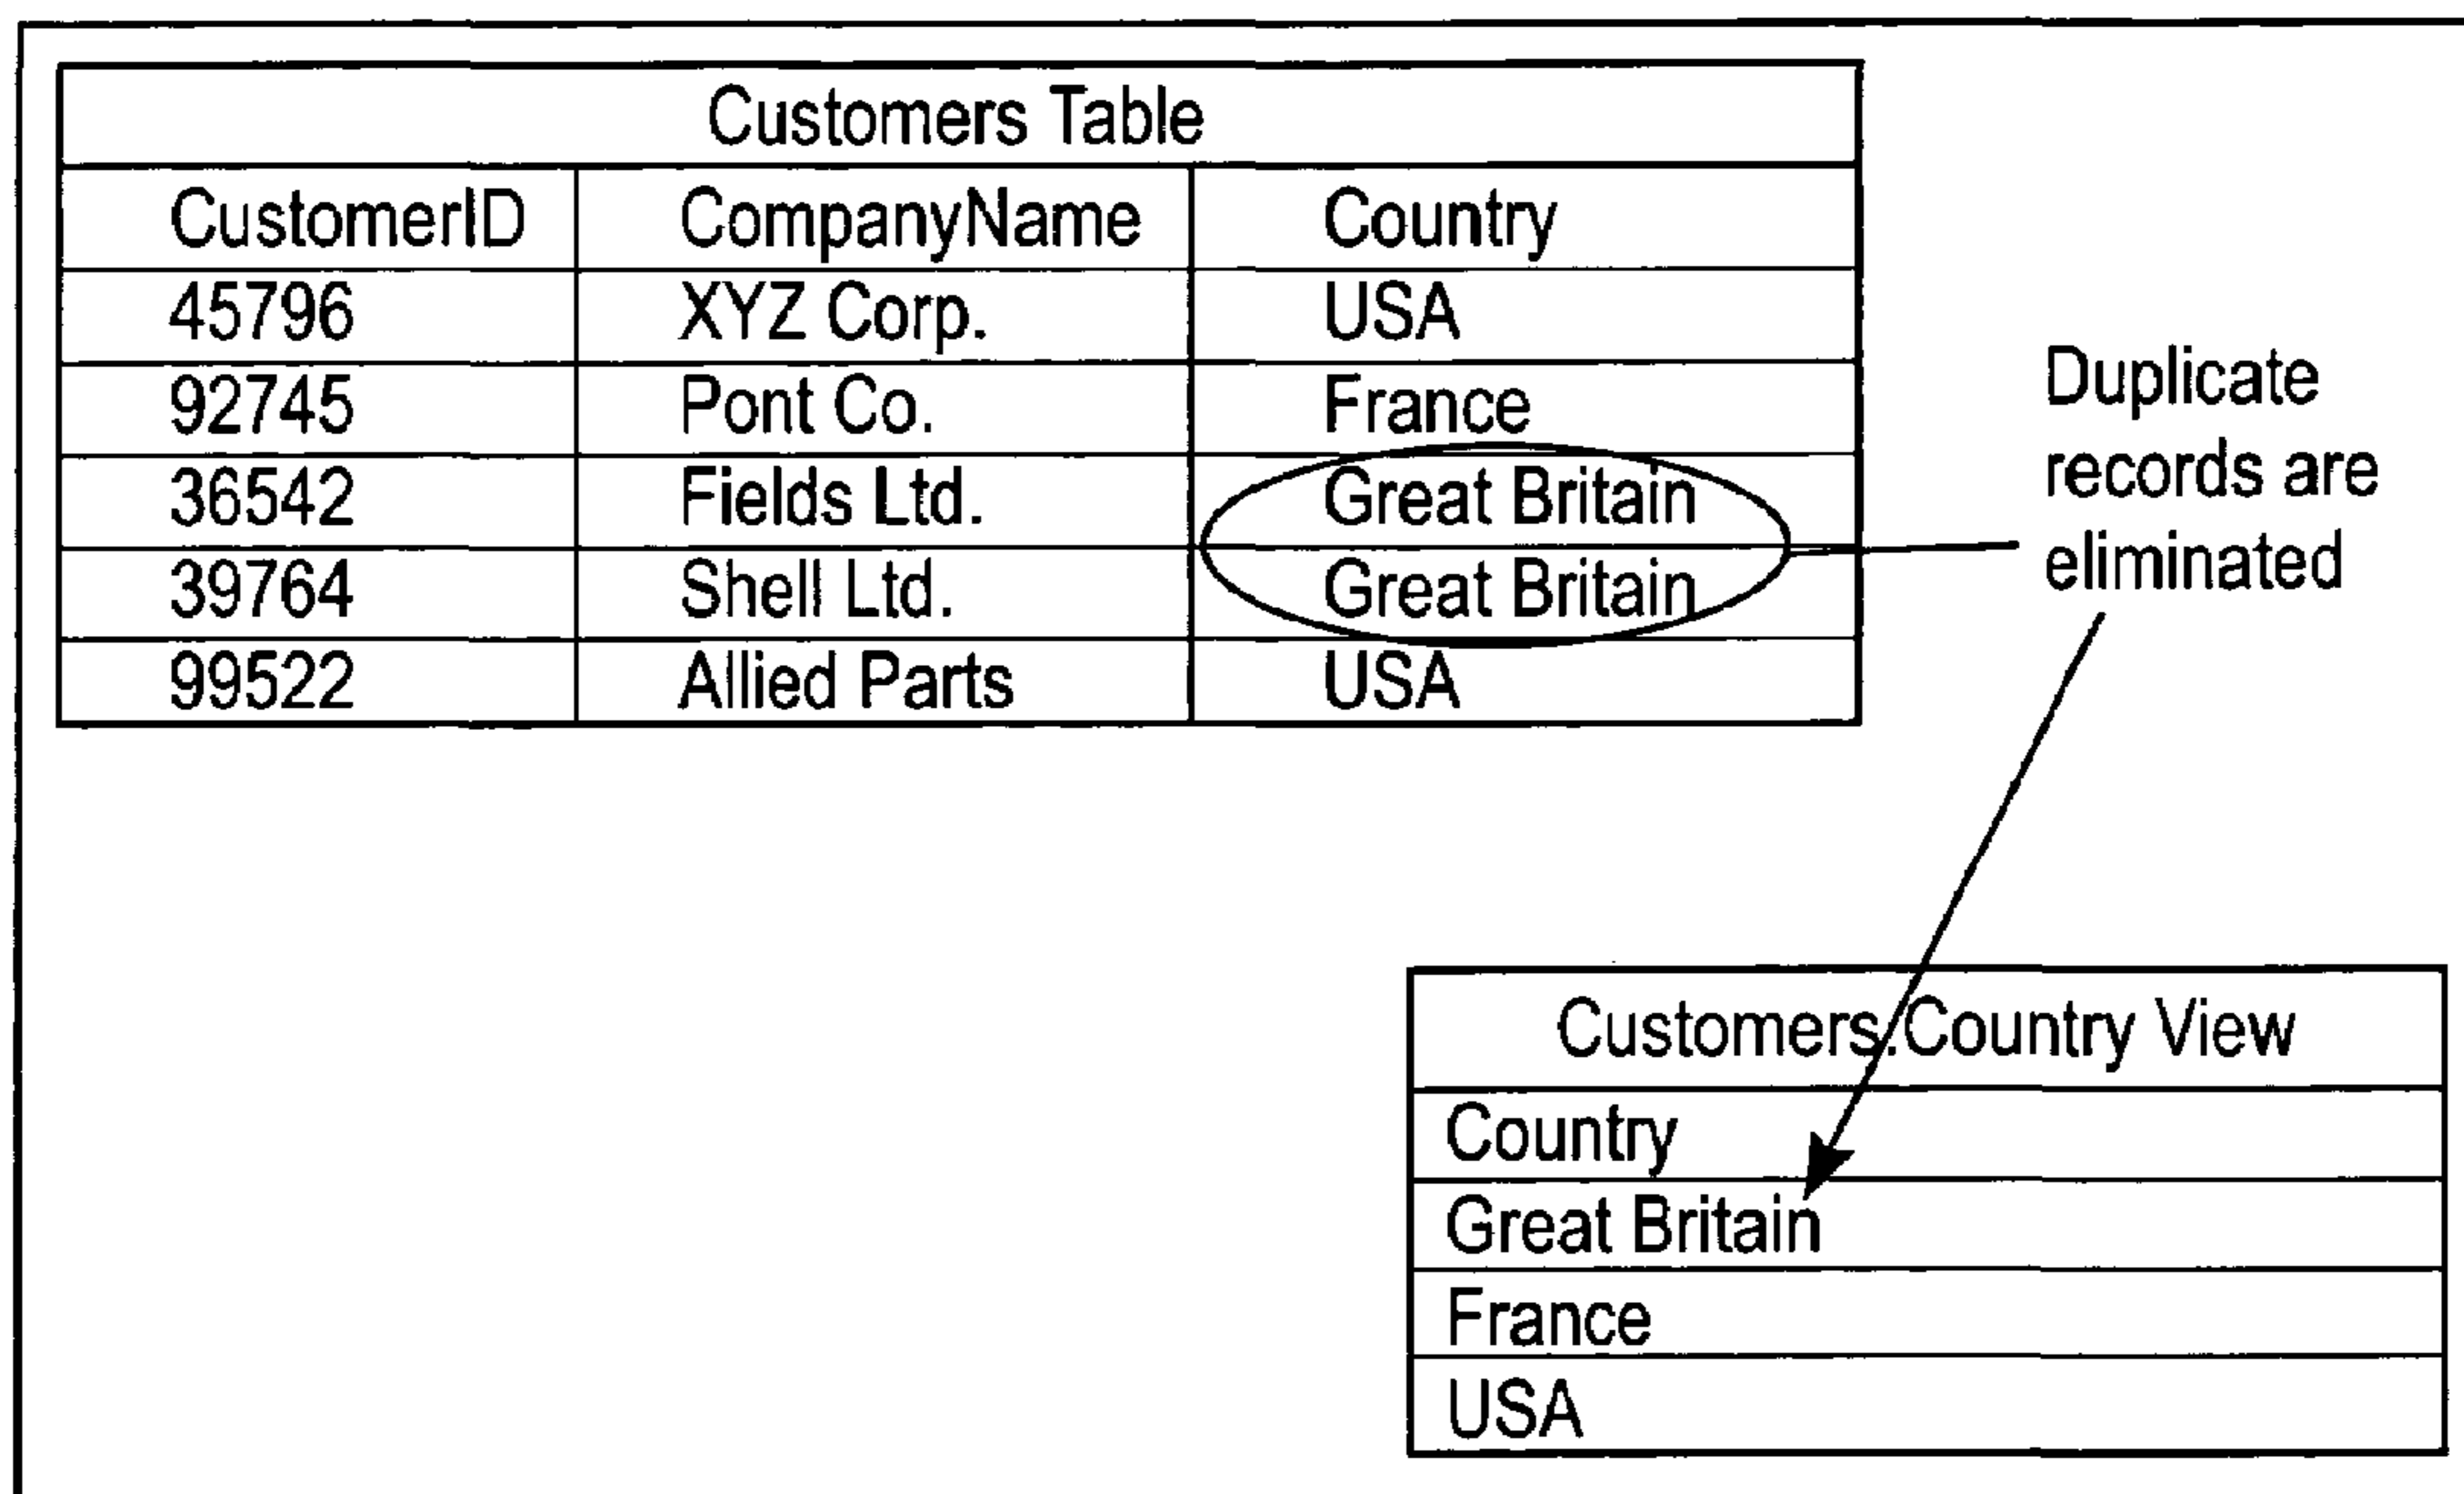 Customers Table
CustomerID CompanyName Country
45796 XYZ Corp. USA
92745 Pont Co. France
36542 Fields Ltd. Great Britain
39764 Shell Ltd. Great Britain
99522 Allied Parts USA
Duplicate
records are
eliminated
Customers.Country View
Country
Great Britain
France
USA